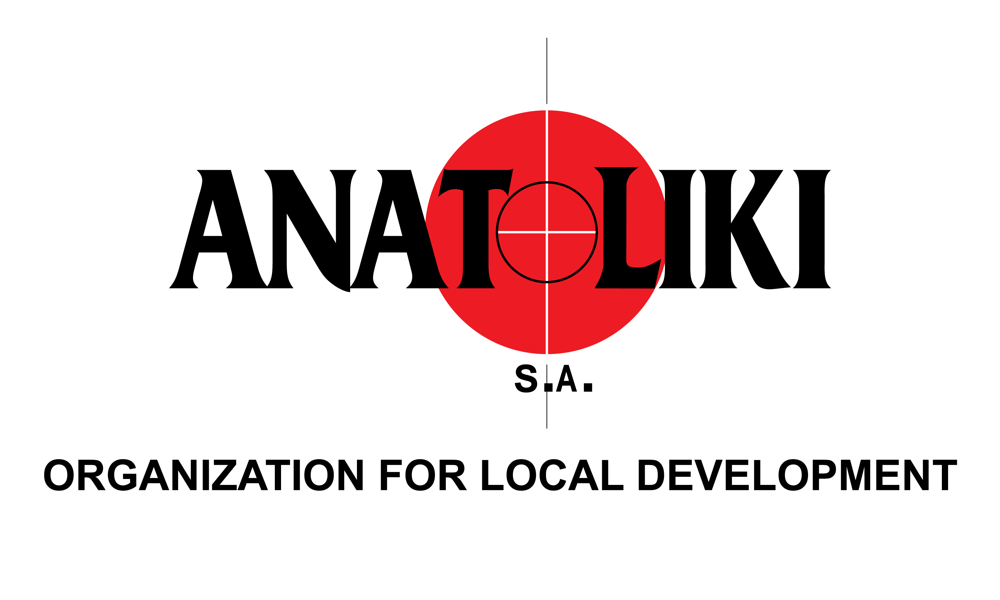 ANATOLIKI
S.A.
ORGANIZATION FOR LOCAL DEVELOPMENT